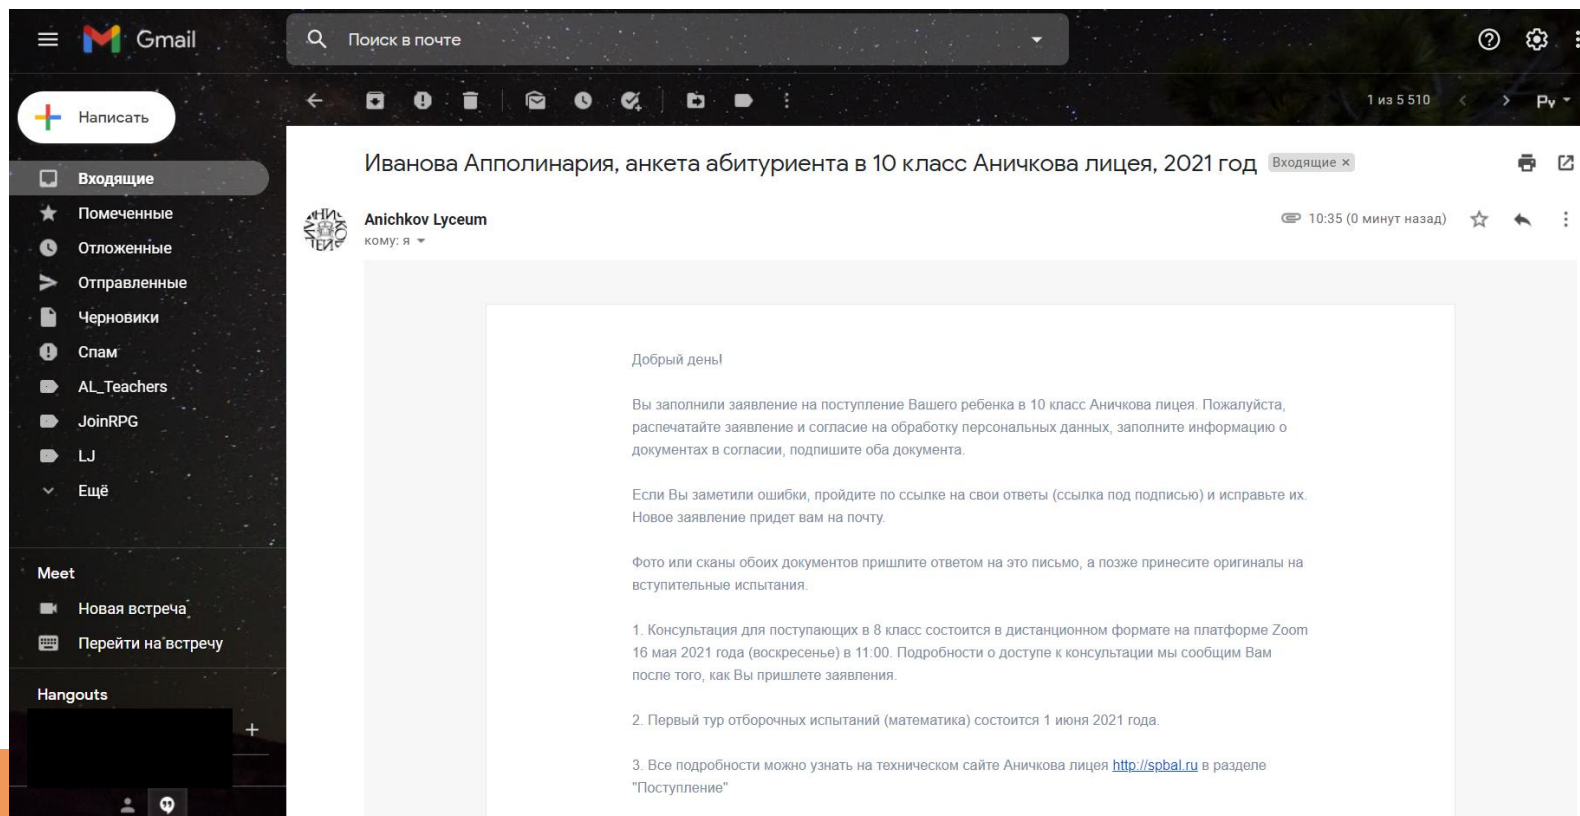 Gmail
Поиск в почте
Написать
1 из 5 510
Ру
Входящие
Помеченные
Отложенные
Отправленные
Черновики
Спам
AL_Teachers
JoinRPG
LJ
Ещё
Meet
Новая встреча
Перейти на встречу
Hangouts
Иванова Апполинария, анкета абитуриента в 10 класс Аничкова лицея, 2021 год Входящие ×
Anichkov Lyceum
10:35 (0 минут назад)
кому: я
Добрый день!
Вы заполнили заявление на поступление Вашего ребенка в 10 класс Аничкова лицея. Пожалуйста,
распечатайте заявление и согласие на обработку персональных данных, заполните информацию о
документах в согласии, подпишите оба документа.
Если Вы заметили ошибки, пройдите по ссылке на свои ответы (ссылка под подписью) и исправьте их.
Новое заявление придет вам на почту.
Фото или сканы обоих документов пришлите ответом на это письмо, а позже принесите оригиналы на
вступительные испытания.
1. Консультация для поступающих в 8 класс состоится в дистанционном формате на платформе Zoom
16 мая 2021 года (воскресенье) в 11:00. Подробности о доступе к консультации мы сообщим Вам
после того, как Вы пришлете заявления.
2. Первый тур отборочных испытаний (математика) состоится 1 июня 2021 года.
3. Все подробности можно узнать на техническом сайте Аничкова лицея http://spbal.ru в разделе
"Поступление"